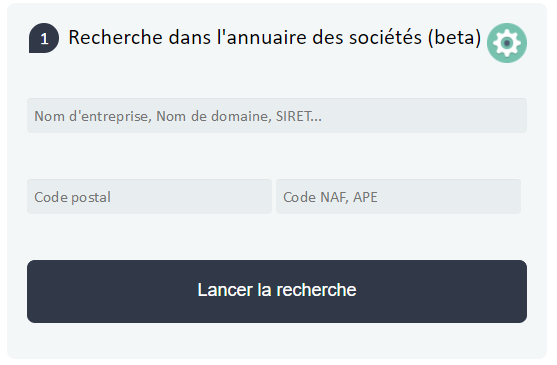 1 Recherche dans l'annuaire des sociétés (beta)
Nom d'entreprise, Nom de domaine, SIRET...
Code postal Code NAF, APE
Lancer la recherche